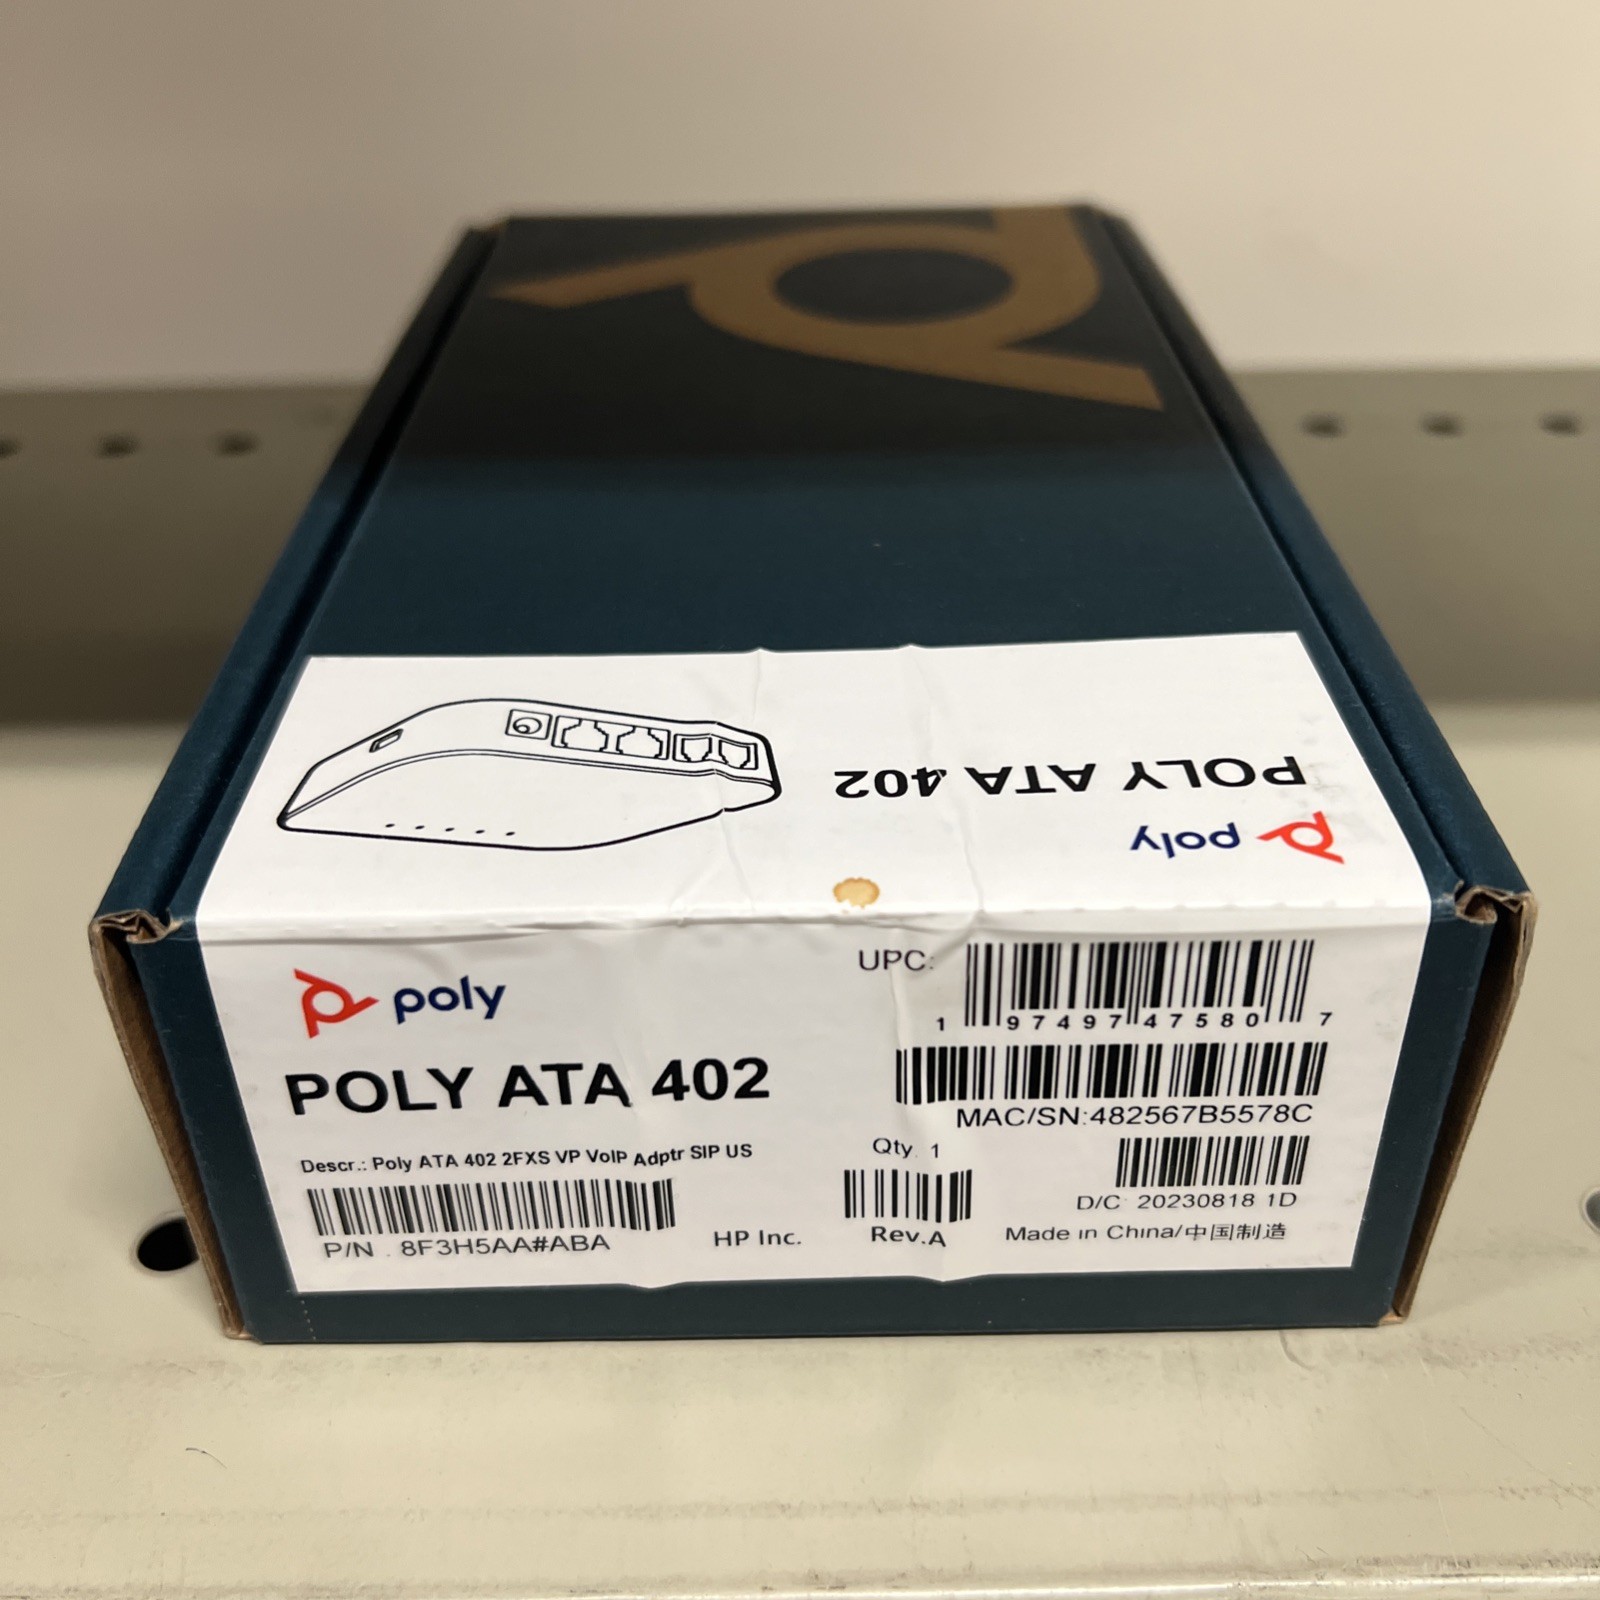 POLY ATA 402
poly
poly
POLY ATA 402
Descr.: Poly ATA 402 2FXS VP VoIP Adptr SIP US
P/N . 8F3H5AA#ABA
HP Inc.
UPC:
1 97497 47580 7
MAC/SN:482567B5578C
Qty. 1
Rev.A
D/C 20230818 1D
Made in China/中国制造